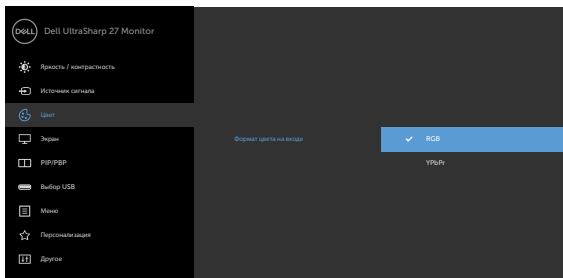 DELL Dell UltraSharp 27 Monitor
Яркость / контрастность
Источник сигнала
Цвет
Экран
Формат цвета на входе
RGB
PIP/PBP
YPbPr
Выбор USB
Меню
Персонализация
Другое